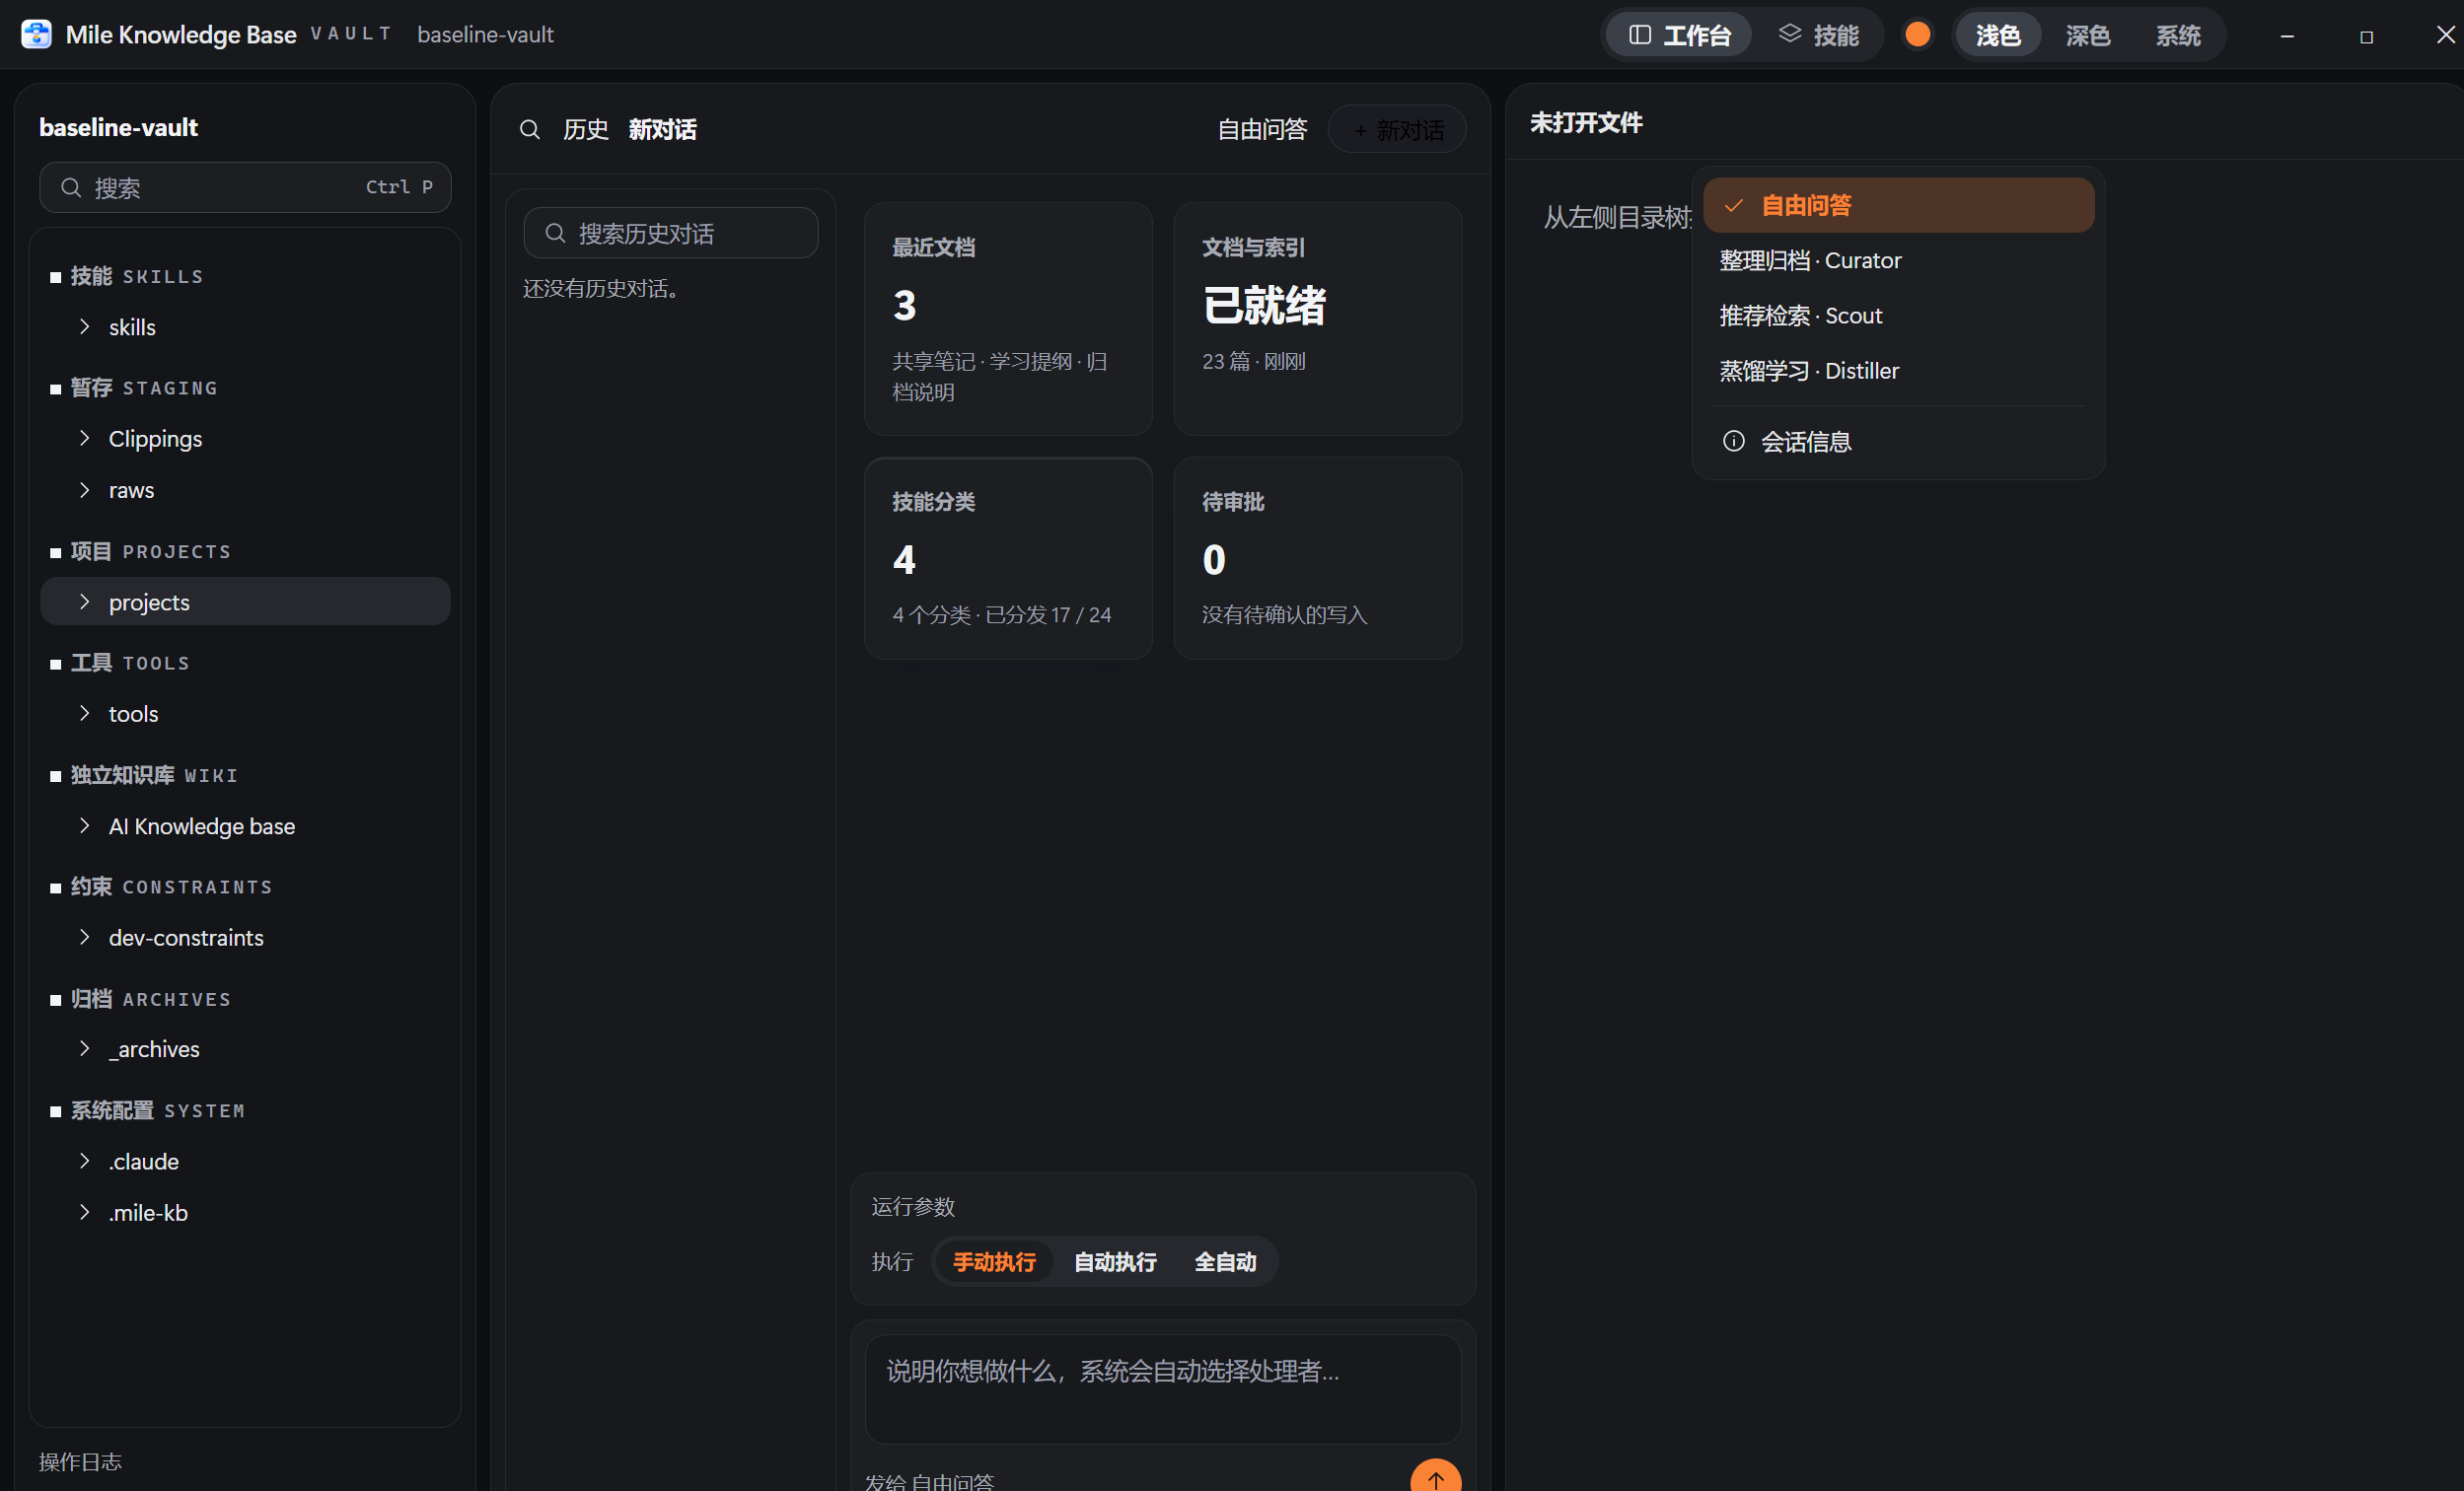 Mile Knowledge Base VAULT baseline-vault
工作台 技能 浅色 深色 系统
baseline-vault
搜索 Ctrl P
技能 SKILLS
skills
暂存 STAGING
Clippings
raws
项目 PROJECTS
projects
工具 TOOLS
tools
独立知识库 WIKI
AI Knowledge base
约束 CONSTRAINTS
dev-constraints
归档 ARCHIVES
_archives
系统配置 SYSTEM
.claude
.mile-kb
操作日志
历史 新对话 自由问答 + 新对话
搜索历史对话
还没有历史对话。
最近文档
3
共享笔记 · 学习提纲 · 归
档说明
文档与索引
已就绪
23 篇 · 刚刚
技能分类
4
4 个分类 · 已分发 17 / 24
待审批
0
没有待确认的写入
运行参数
执行 手动执行 自动执行 全自动
说明你想做什么，系统会自动选择处理者...
发给 自由问答
未打开文件
从左侧目录树
自由问答
整理归档 · Curator
推荐检索 · Scout
蒸馏学习 · Distiller
会话信息